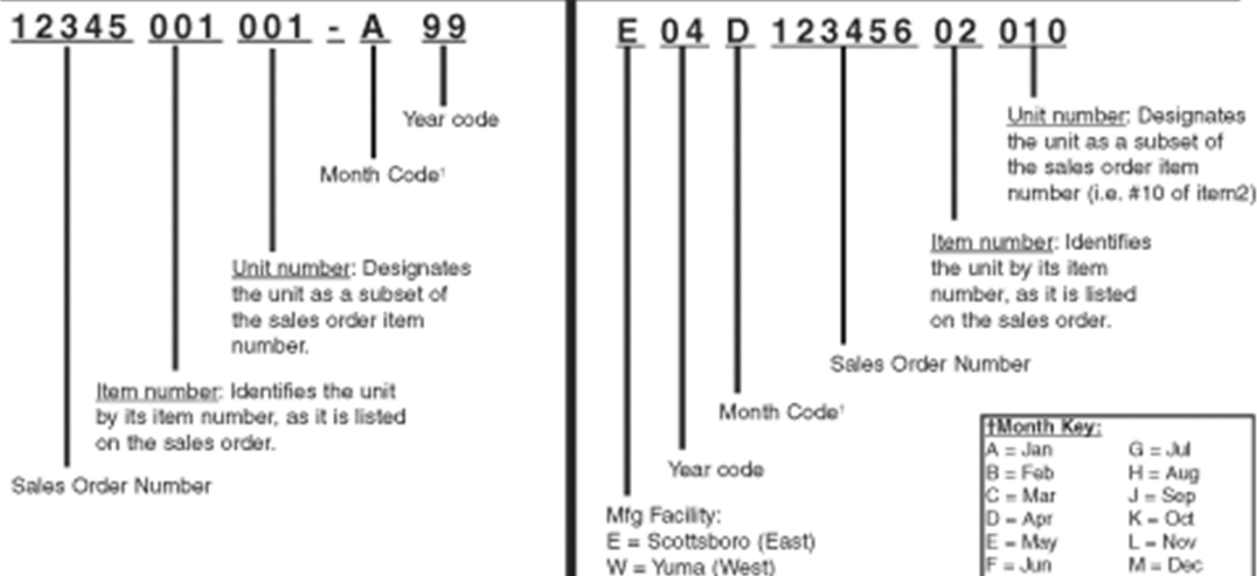 12345 001 001 - A 99
Year code
Month Code†
Unit number: Designates
the unit as a subset of
the sales order item
number.
Item number: Identifies the unit
by its item number, as it is listed
on the sales order.
Sales Order Number
E 04 D 123456 02 010
Unit number: Designates
the unit as a subset of
the sales order item
number (i.e. #10 of item2)
Item number: Identifies
the unit by its item
number, as it is listed
on the sales order.
Sales Order Number
Month Code†
Year code
Mfg Facility:
E = Scottsboro (East)
W = Yuma (West)
†Month Key:
A = Jan G = Jul
B = Feb H = Aug
C = Mar J = Sep
D = Apr K = Oct
E = May L = Nov
F = Jun M = Dec